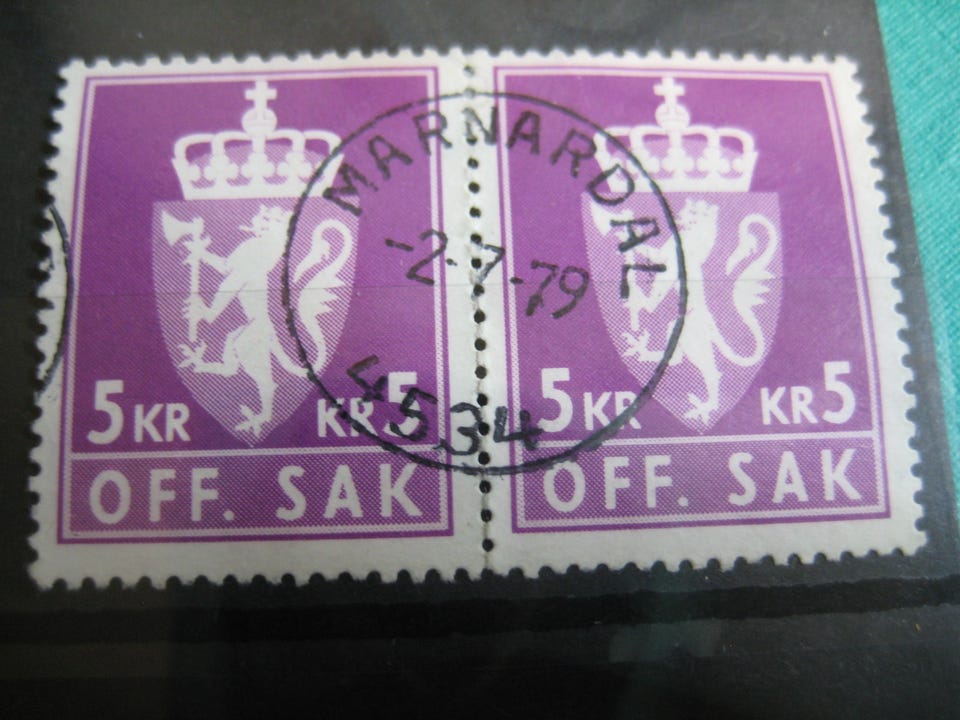 MARNARDAL
-2-7-79
4534
5 KR KR 5
OFF. SAK
5 KR KR 5
OFF. SAK